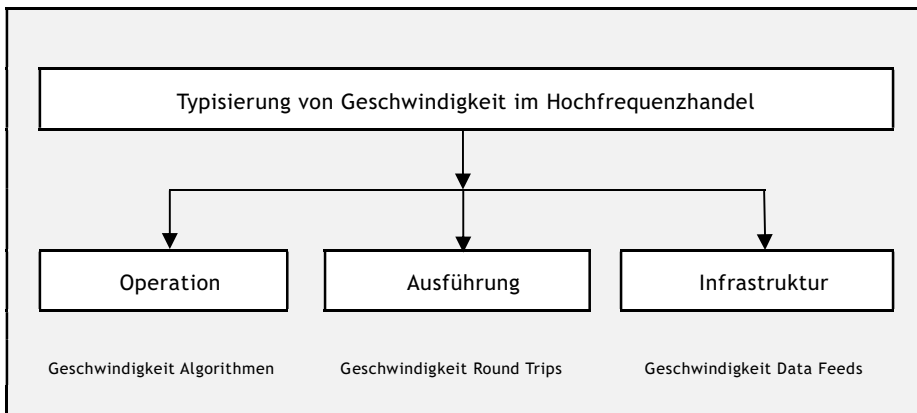 Typisierung von Geschwindigkeit im Hochfrequenzhandel
Operation
Ausführung
Infrastruktur
Geschwindigkeit Algorithmen
Geschwindigkeit Round Trips
Geschwindigkeit Data Feeds